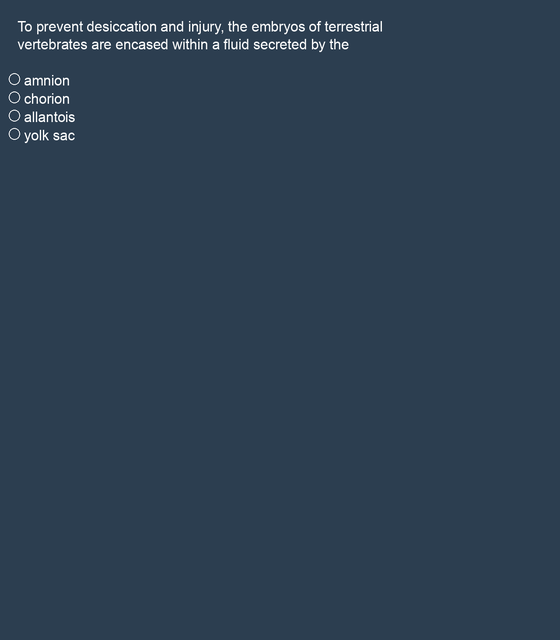 To prevent desiccation and injury, the embryos of terrestrial
vertebrates are encased within a fluid secreted by the
amnion
chorion
allantois
yolk sac